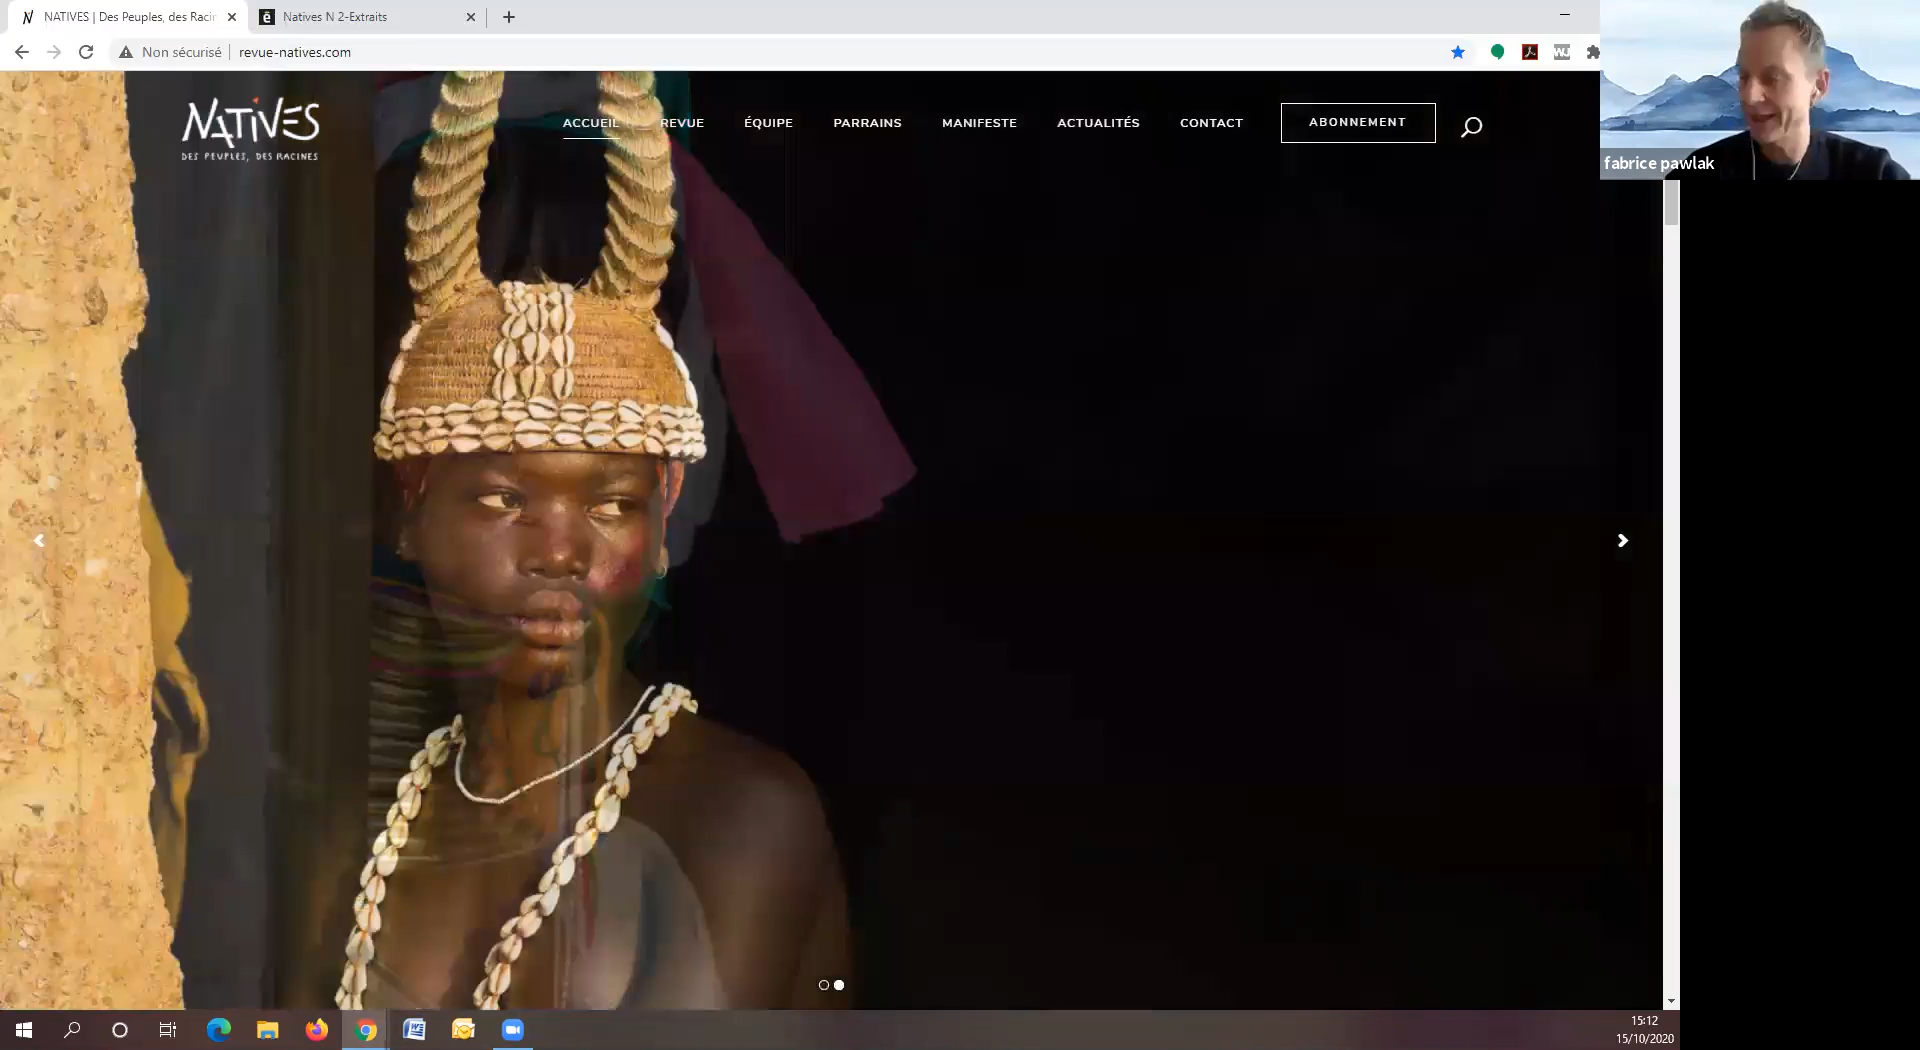 NATIVES | Des Peuples, des Racin
Natives N 2-Extraits
Non sécurisé
revue-natives.com
NATIVES
DES PEUPLES, DES RACINES
ACCUEIL
REVUE
ÉQUIPE
PARRAINS
MANIFESTE
ACTUALITÉS
CONTACT
ABONNEMENT
fabrice pawlak
15:12
15/10/2020